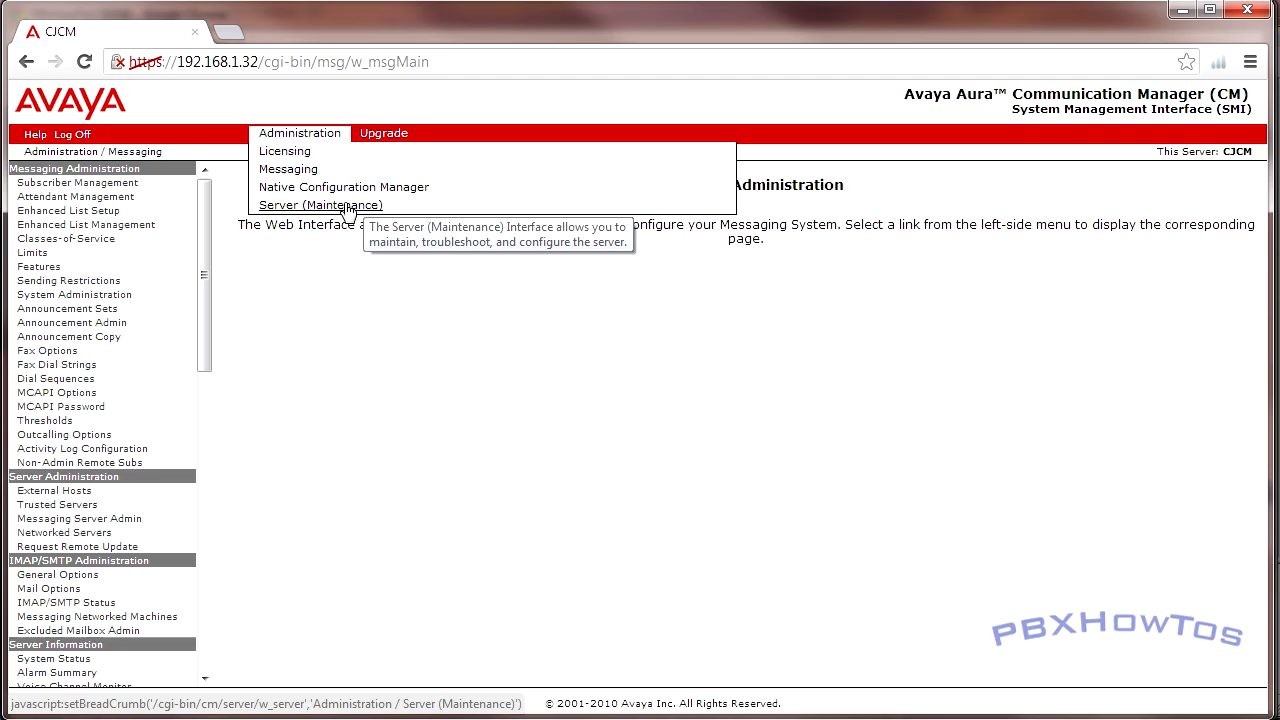 CJCM
https://192.168.1.32/cgi-bin/msg/w_msgMain
AVAYA
Avaya Aura™ Communication Manager (CM)
System Management Interface (SMI)
Help Log Off
Administration Upgrade
Administration / Messaging
This Server: CJCM
Licensing
Messaging
Native Configuration Manager
Server (Maintenance)
The Server (Maintenance) Interface allows you to
maintain, troubleshoot, and configure the server.
Administration
The Web Interface a
onfigure your Messaging System. Select a link from the left-side menu to display the corresponding
page.
Messaging Administration
Subscriber Management
Attendant Management
Enhanced List Setup
Enhanced List Management
Classes-of-Service
Limits
Features
Sending Restrictions
System Administration
Announcement Sets
Announcement Admin
Announcement Copy
Fax Options
Fax Dial Strings
Dial Sequences
MCAPI Options
MCAPI Password
Thresholds
Outcalling Options
Activity Log Configuration
Non-Admin Remote Subs
Server Administration
External Hosts
Trusted Servers
Messaging Server Admin
Networked Servers
Request Remote Update
IMAP/SMTP Administration
General Options
Mail Options
IMAP/SMTP Status
Messaging Networked Machines
Excluded Mailbox Admin
Server Information
System Status
Alarm Summary
Voice Channel Monitor
PBXHowTos
javascript:setBreadCrumb('/cgi-bin/cm/server/w_server','Administration / Server (Maintenance)')
© 2001-2010 Avaya Inc. All Rights Reserved.